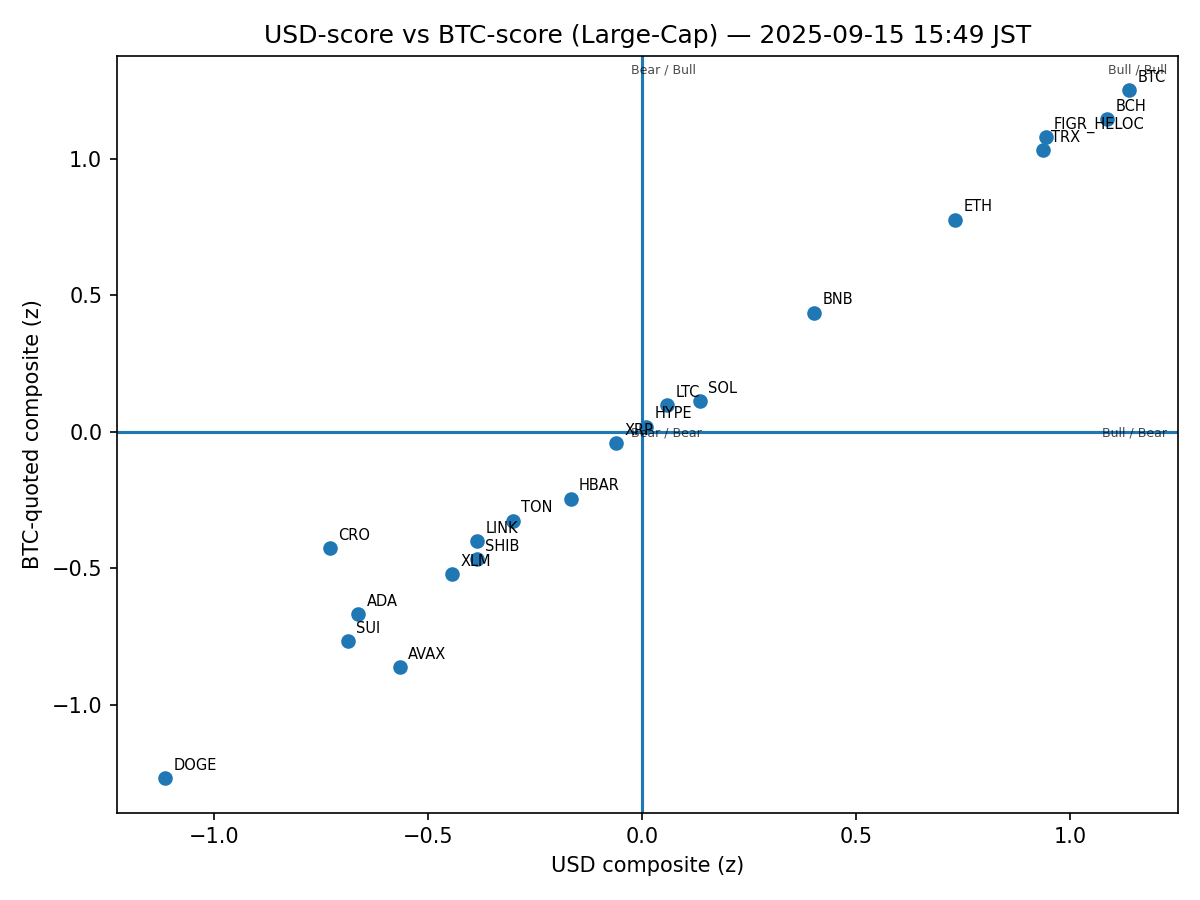 USD-score vs BTC-score (Large-Cap) — 2025-09-15 15:49 JST
Bear / Bull
Bull / Bull
BTC
BCH
FIGR_HELOC
TRX
ETH
BNB
SOL
LTC
HYPE
XRP
Bear / Bear
Bull / Bear
HBAR
TON
LINK
CRO
SHIB
XLM
ADA
SUI
AVAX
DOGE
1.0
0.5
0.0
−0.5
−1.0
BTC-quoted composite (z)
−1.0
−0.5
0.0
0.5
1.0
USD composite (z)